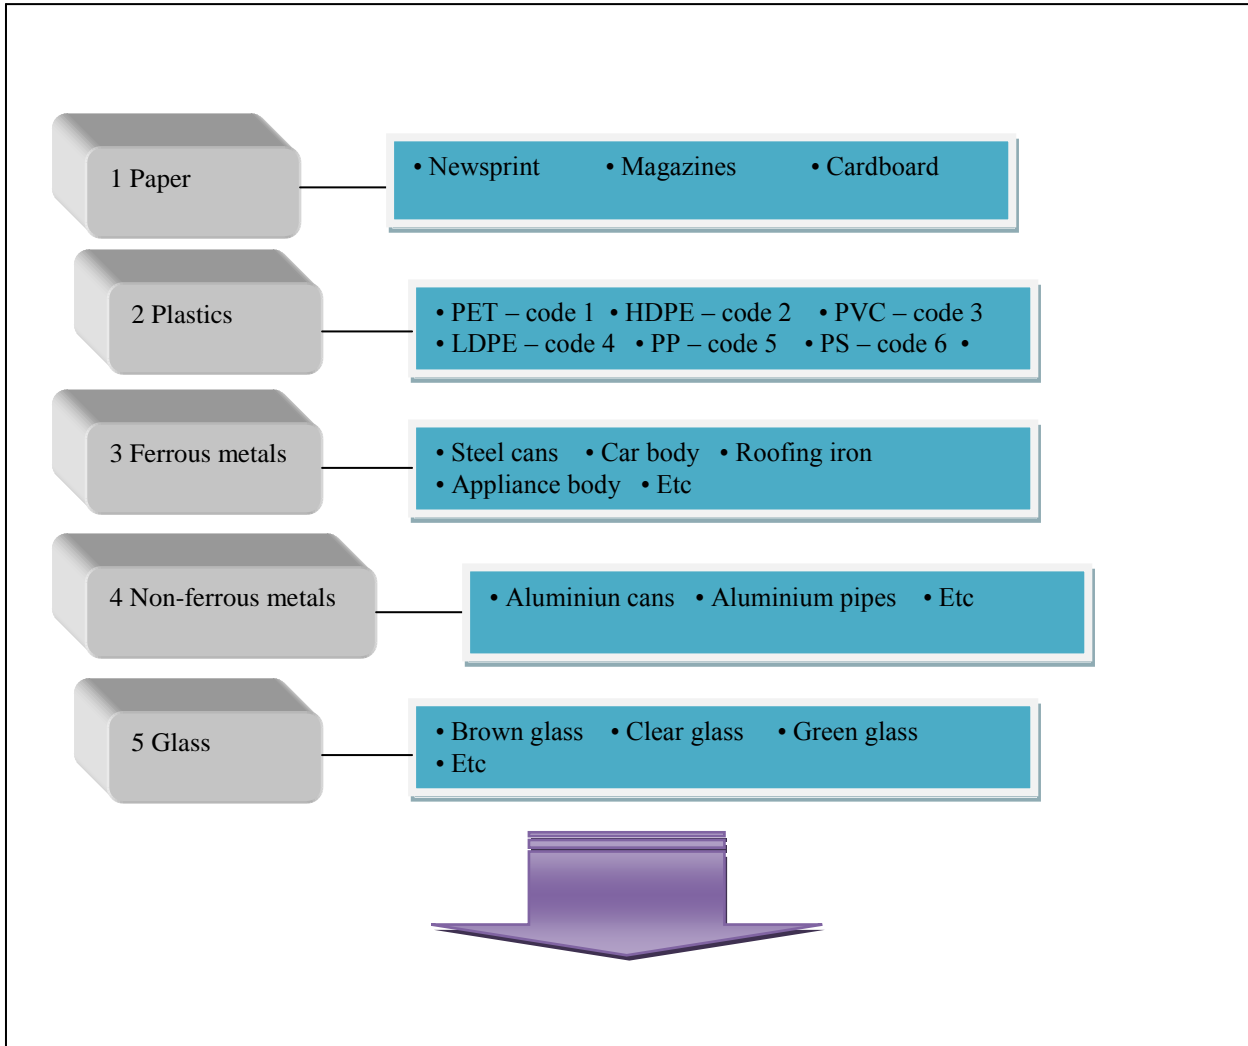 1 Paper
• Newsprint • Magazines • Cardboard
2 Plastics
• PET – code 1 • HDPE – code 2 • PVC – code 3
• LDPE – code 4 • PP – code 5 • PS – code 6 •
3 Ferrous metals
• Steel cans • Car body • Roofing iron
• Appliance body • Etc
4 Non-ferrous metals
• Aluminiun cans • Aluminium pipes • Etc
5 Glass
• Brown glass • Clear glass • Green glass
• Etc